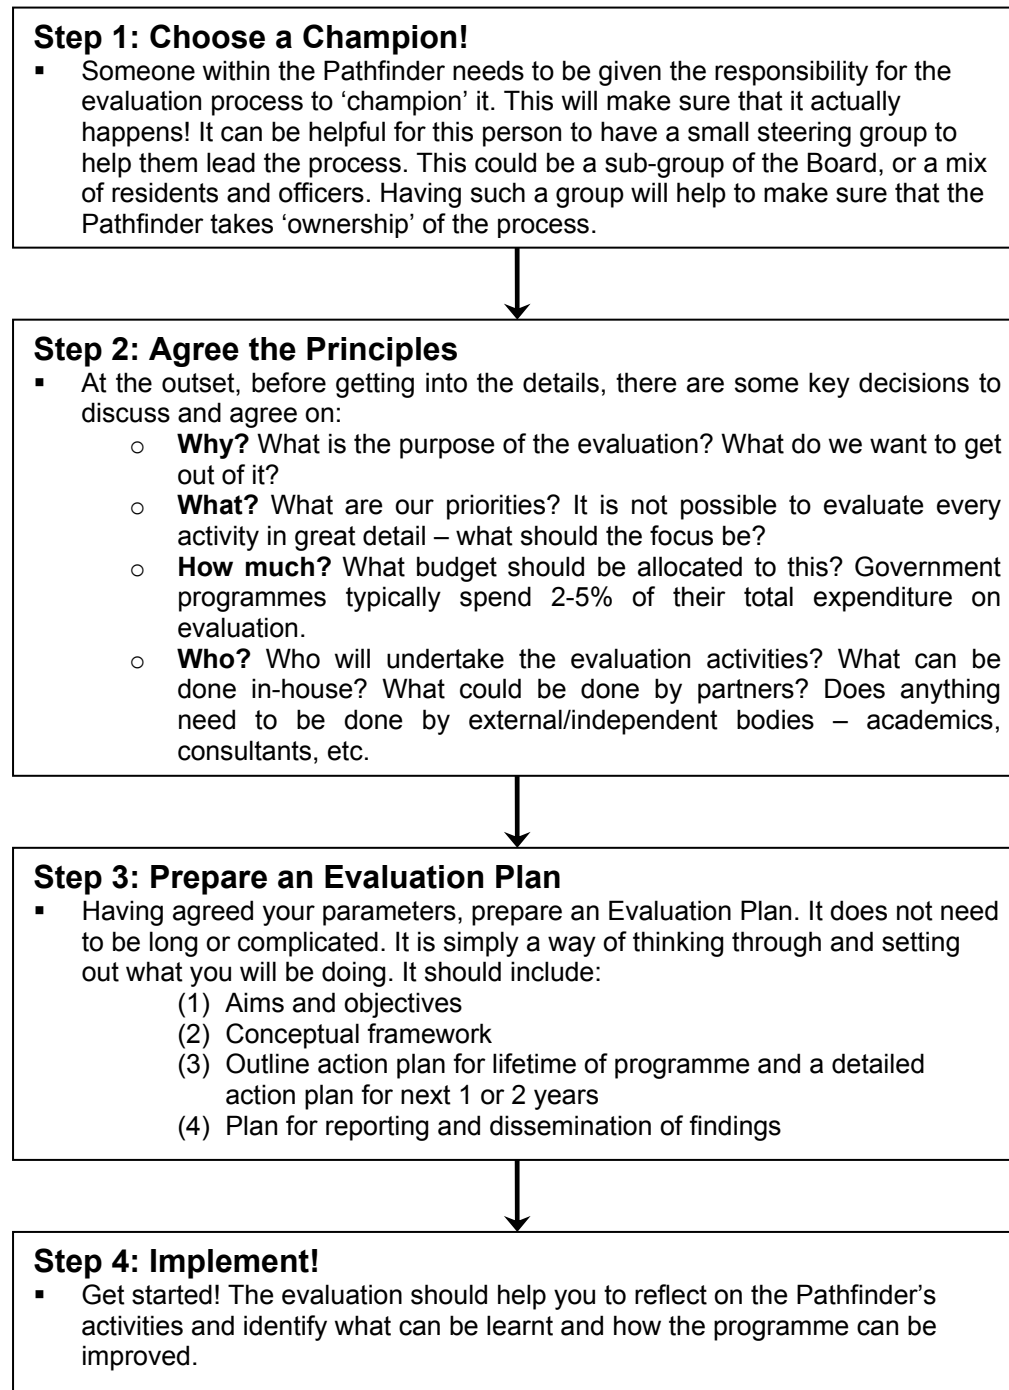 Step 1: Choose a Champion!
▪ Someone within the Pathfinder needs to be given the responsibility for the
evaluation process to ‘champion’ it. This will make sure that it actually
happens! It can be helpful for this person to have a small steering group to
help them lead the process. This could be a sub-group of the Board, or a mix
of residents and officers. Having such a group will help to make sure that the
Pathfinder takes ‘ownership’ of the process.
Step 2: Agree the Principles
▪ At the outset, before getting into the details, there are some key decisions to
discuss and agree on:
o Why? What is the purpose of the evaluation? What do we want to get
out of it?
o What? What are our priorities? It is not possible to evaluate every
activity in great detail – what should the focus be?
o How much? What budget should be allocated to this? Government
programmes typically spend 2-5% of their total expenditure on
evaluation.
o Who? Who will undertake the evaluation activities? What can be
done in-house? What could be done by partners? Does anything
need to be done by external/independent bodies – academics,
consultants, etc.
Step 3: Prepare an Evaluation Plan
▪ Having agreed your parameters, prepare an Evaluation Plan. It does not need
to be long or complicated. It is simply a way of thinking through and setting
out what you will be doing. It should include:
(1) Aims and objectives
(2) Conceptual framework
(3) Outline action plan for lifetime of programme and a detailed
action plan for next 1 or 2 years
(4) Plan for reporting and dissemination of findings
Step 4: Implement!
▪ Get started! The evaluation should help you to reflect on the Pathfinder’s
activities and identify what can be learnt and how the programme can be
improved.